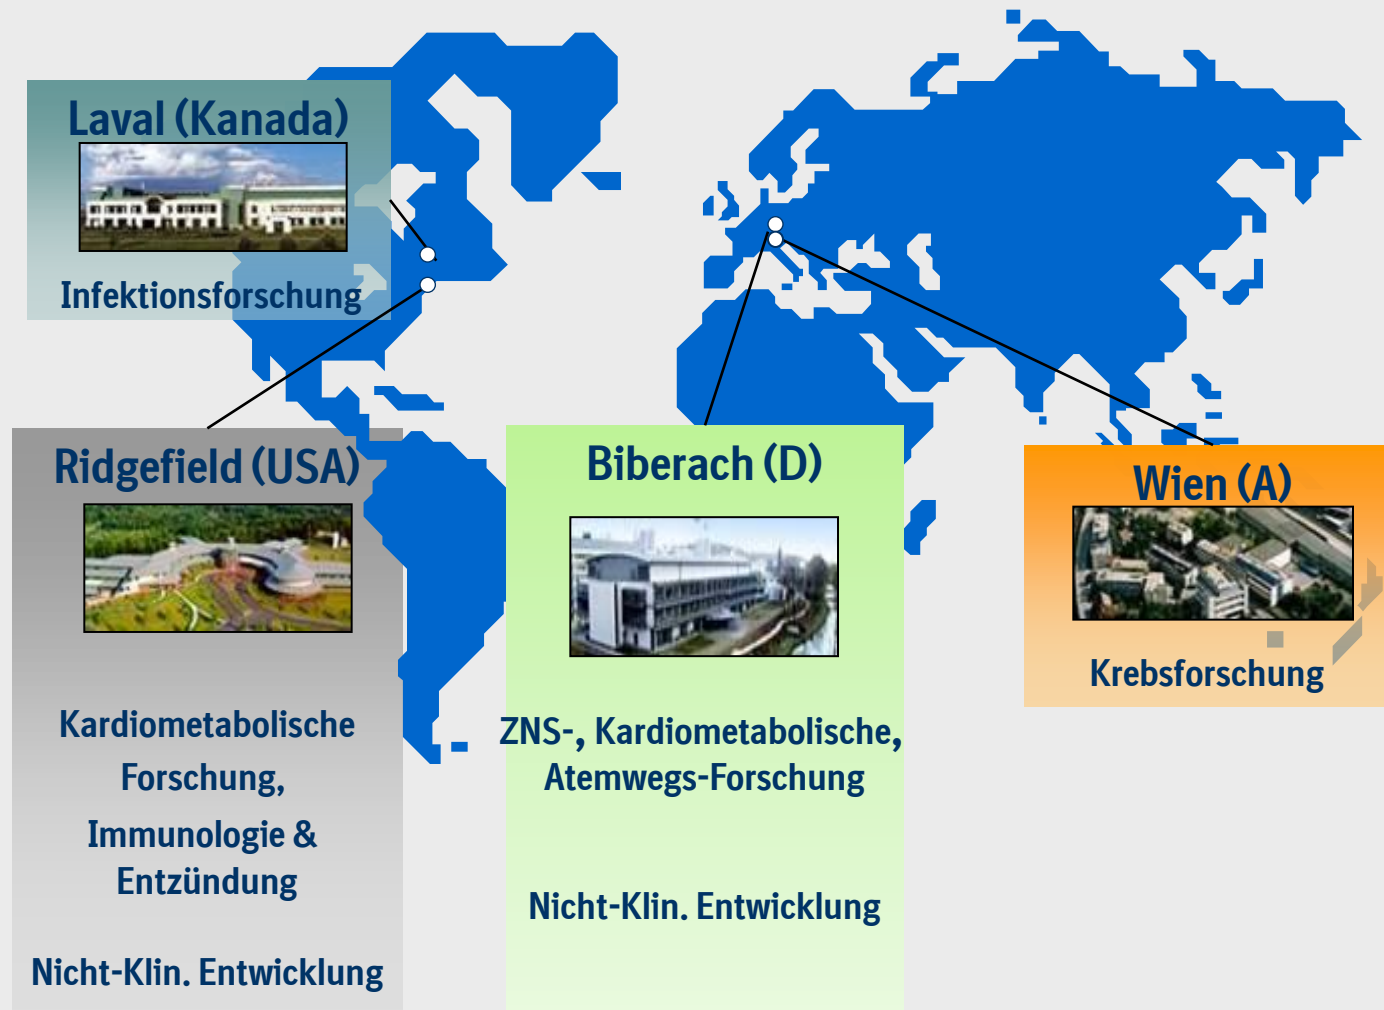 Laval (Kanada)
Infektionsforschung
Ridgefield (USA)
Kardiometabolische
Forschung,
Immunologie &
Entzündung
Nicht-Klin. Entwicklung
Biberach (D)
ZNS-, Kardiometabolische,
Atemwegs-Forschung
Nicht-Klin. Entwicklung
Wien (A)
Krebsforschung